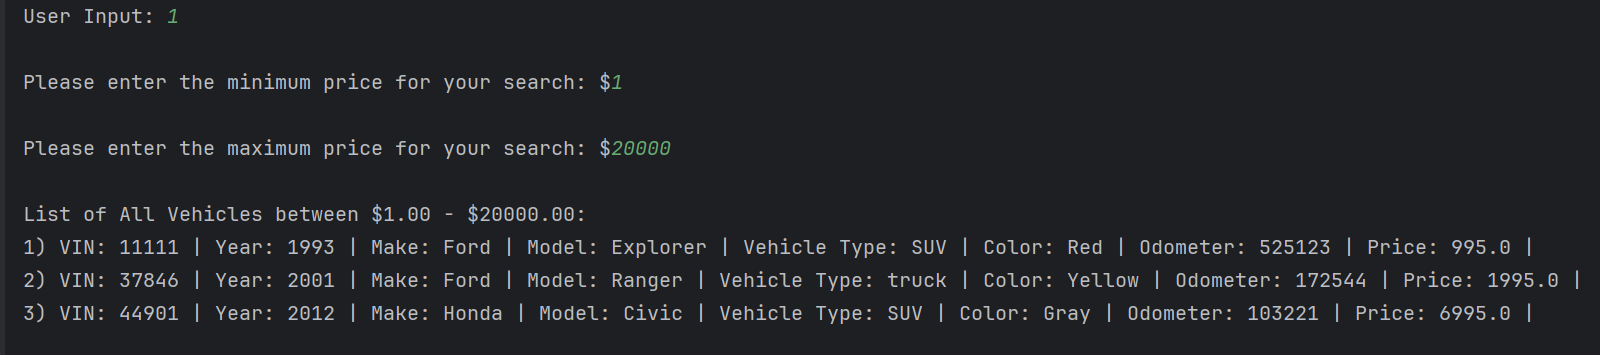 User Input: 1
Please enter the minimum price for your search: $1
Please enter the maximum price for your search: $20000
List of All Vehicles between $1.00 - $20000.00:
1) VIN: 11111 | Year: 1993 | Make: Ford | Model: Explorer | Vehicle Type: SUV | Color: Red | Odometer: 525123 | Price: 995.0 |
2) VIN: 37846 | Year: 2001 | Make: Ford | Model: Ranger | Vehicle Type: truck | Color: Yellow | Odometer: 172544 | Price: 1995.0 |
3) VIN: 44901 | Year: 2012 | Make: Honda | Model: Civic | Vehicle Type: SUV | Color: Gray | Odometer: 103221 | Price: 6995.0 |